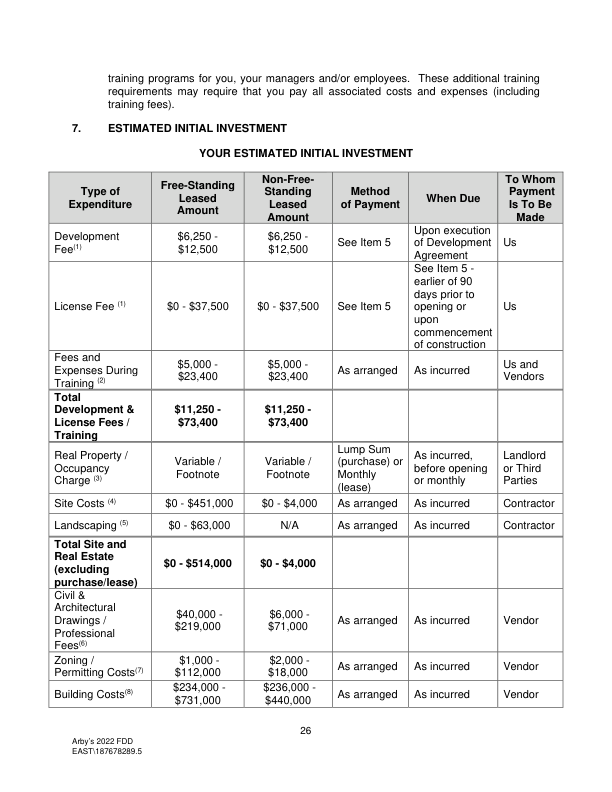 training programs for you, your managers and/or employees. These additional training
requirements may require that you pay all associated costs and expenses (including
training fees).
7. ESTIMATED INITIAL INVESTMENT
YOUR ESTIMATED INITIAL INVESTMENT
Type of
Expenditure
Free-Standing
Leased
Amount
Non-Free-
Standing
Leased
Amount
Method
of Payment
When Due
To Whom
Payment
Is To Be
Made
Development
Fee(1)
$6,250 -
$12,500
$6,250 -
$12,500
See Item 5
Upon execution
of Development
Agreement
Us
License Fee (1)
$0 - $37,500
$0 - $37,500
See Item 5
See Item 5 -
earlier of 90
days prior to
opening or
upon
commencement
of construction
Us
Fees and
Expenses During
Training (2)
$5,000 -
$23,400
$5,000 -
$23,400
As arranged
As incurred
Us and
Vendors
Total
Development &
License Fees /
Training
$11,250 -
$73,400
$11,250 -
$73,400
Real Property /
Occupancy
Charge (3)
Variable /
Footnote
Variable /
Footnote
Lump Sum
(purchase) or
Monthly
(lease)
As incurred,
before opening
or monthly
Landlord
or Third
Parties
Site Costs (4)
$0 - $451,000
$0 - $4,000
As arranged
As incurred
Contractor
Landscaping (5)
$0 - $63,000
N/A
As arranged
As incurred
Contractor
Total Site and
Real Estate
(excluding
purchase/lease)
$0 - $514,000
$0 - $4,000
Civil &
Architectural
Drawings /
Professional
Fees(6)
$40,000 -
$219,000
$6,000 -
$71,000
As arranged
As incurred
Vendor
Zoning /
Permitting Costs(7)
$1,000 -
$112,000
$2,000 -
$18,000
As arranged
As incurred
Vendor
Building Costs(8)
$234,000 -
$731,000
$236,000 -
$440,000
As arranged
As incurred
Vendor
26
Arby's 2022 FDD
EAST\187678289.5